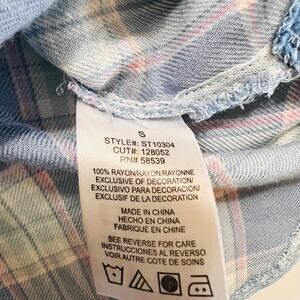 S
STYLE#: ST10304
CUT#: 128052
RN# 58539
100% RAYON/RAYON/RAYONNE
EXCLUSIVE OF DECORATION/
EXCLUSIVO PARA DECORACION/
EXCLUSIF DE LA DECORATION
MADE IN CHINA
HECHO EN CHINA
FABRIQUE EN CHINE
SEE REVERSE FOR CARE
INSTRUCCIONES AL REVERSO
VOIR AUTRE COTE DE SOINS